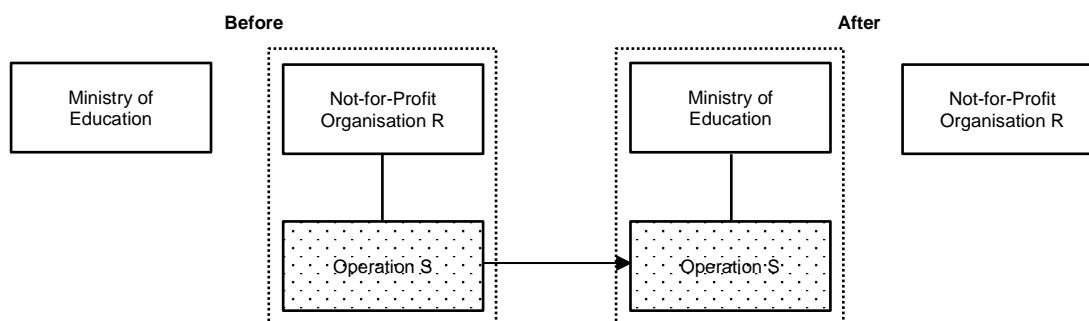 Before
After
Ministry of
Education
Not-for-Profit
Organisation R
Ministry of
Education
Not-for-Profit
Organisation R
Operation S
Operation S